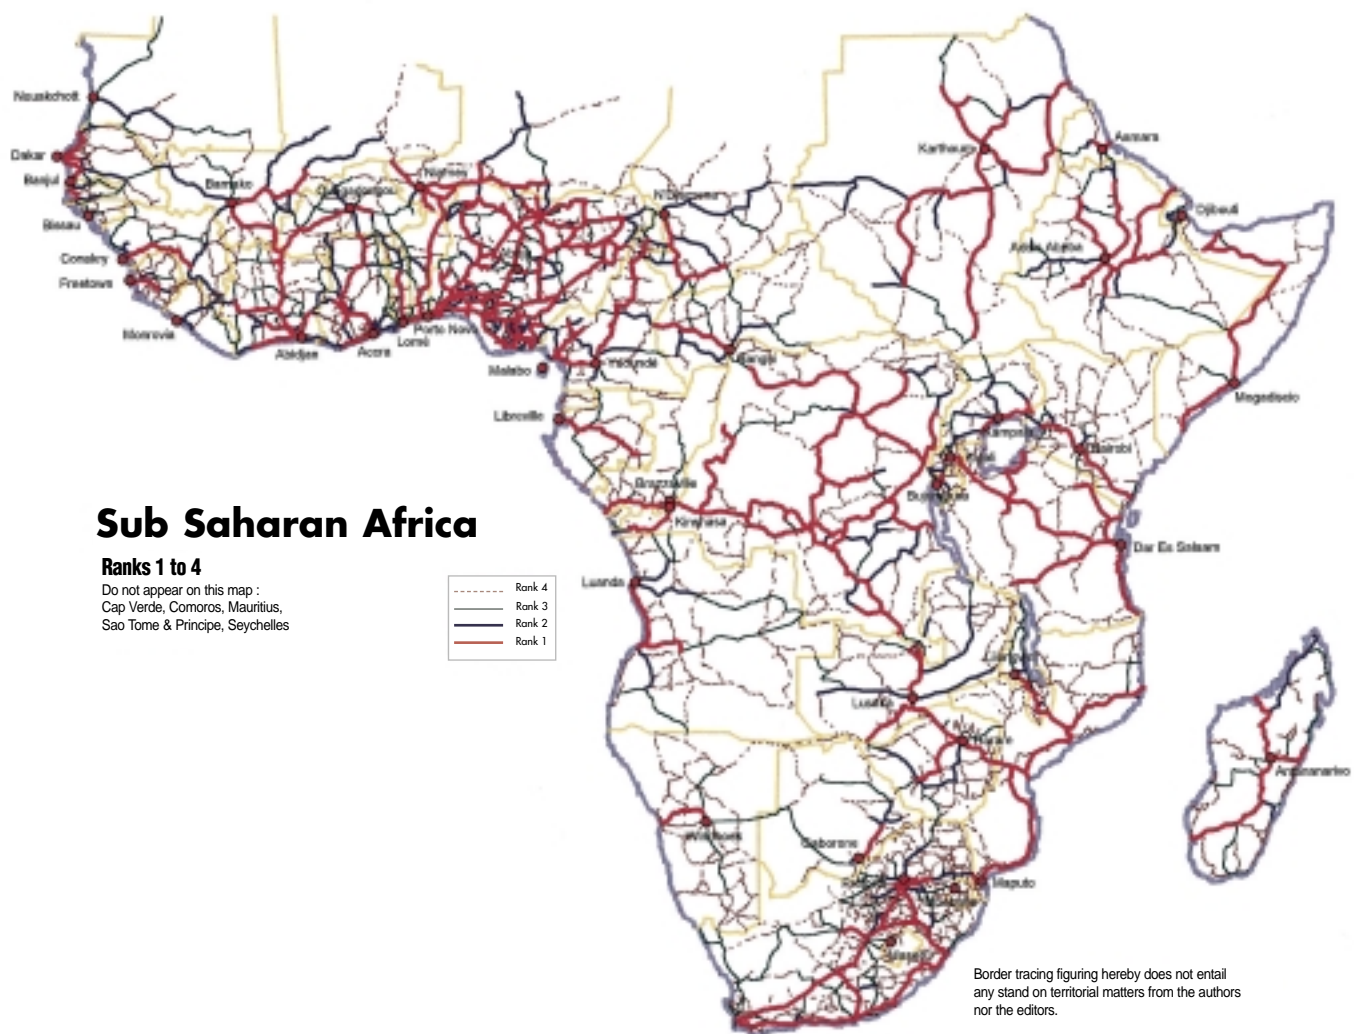 Nouakchott
Dakar
Banjul
Bissau
Conakry
Freetown
Monrovia
Bamako
Niamey
Abidjan
Accra
Lomé
Porto Novo
Malabo
Yaoundé
Libreville
Bangui
Karthoum
Asmara
Djibouti
Addis Ababa
Mogadisclo
Kampala
Nairobi
Kigali
Bujumbura
Brazzaville
Kinshasa
Dar Es Salaam
Luanda
Lusaka
Harare
Antananarivo
Windhoek
Gaborone
Maputo
Sub Saharan Africa
Ranks 1 to 4
Do not appear on this map :
Cap Verde, Comoros, Mauritius,
Sao Tome & Principe, Seychelles
Rank 4
Rank 3
Rank 2
Rank 1
Border tracing figuring hereby does not entail
any stand on territorial matters from the authors
nor the editors.